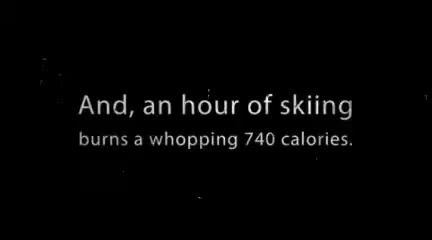 And, an hour of skiing
burns a whopping 740 calories.